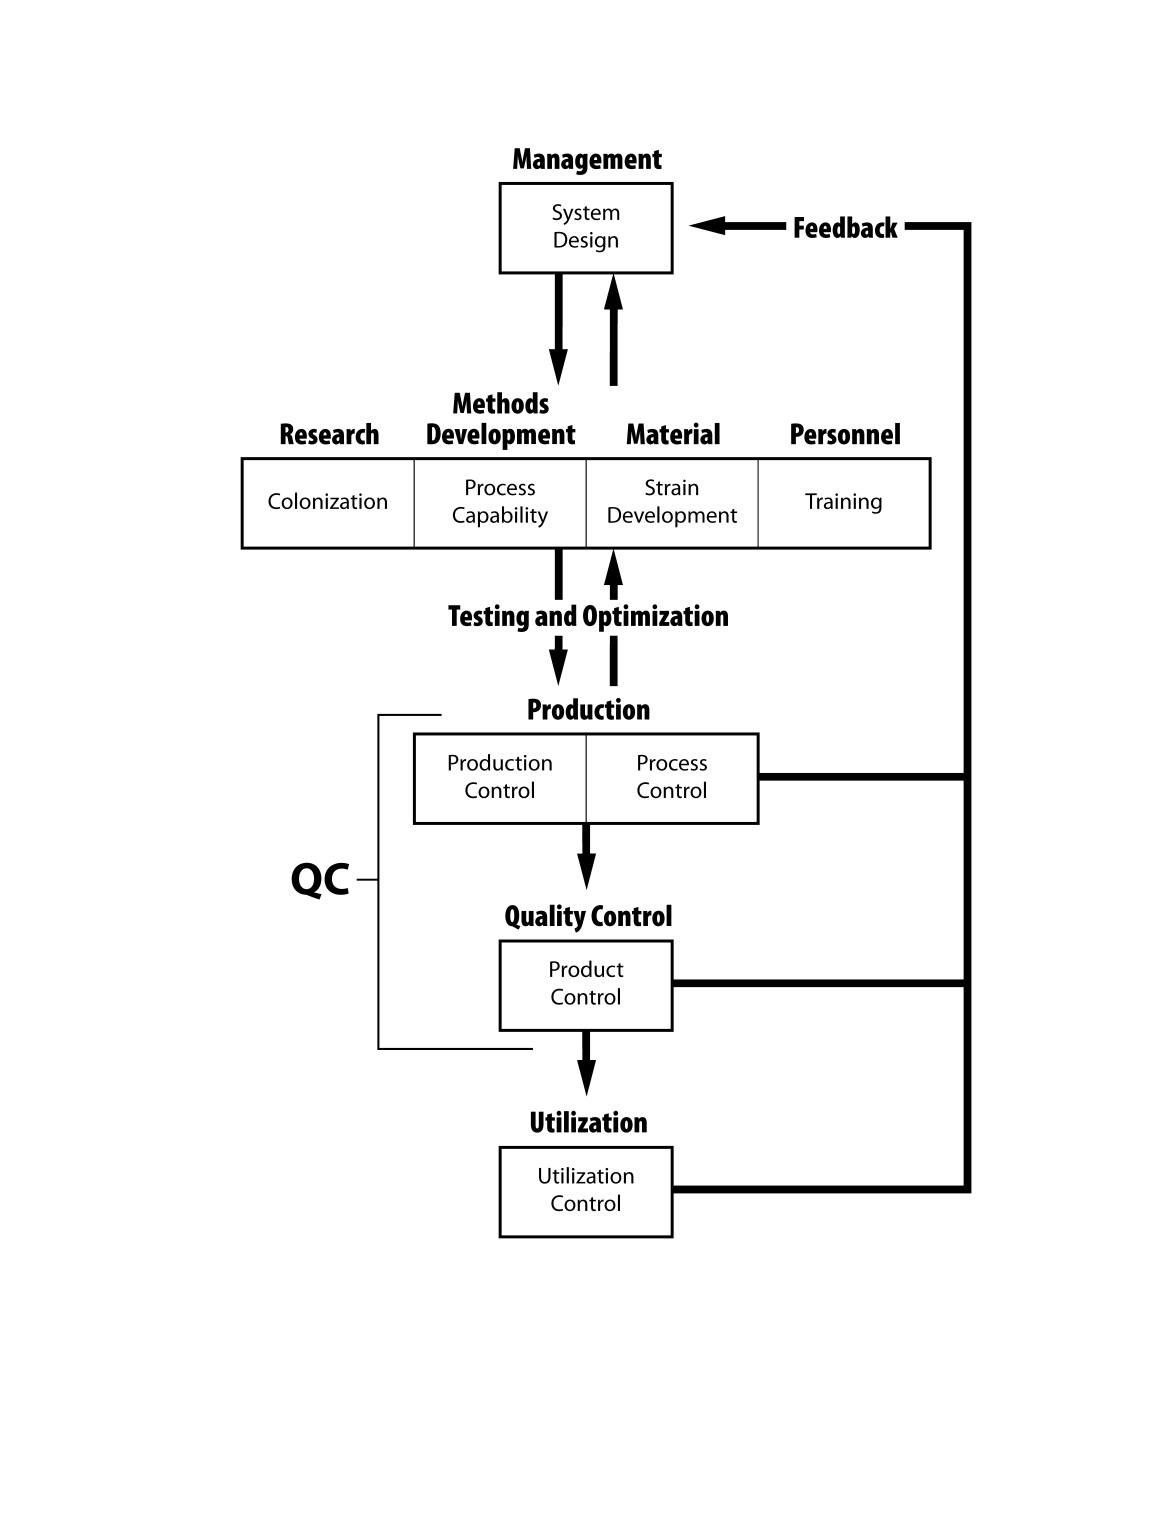 Management
System
Design
Feedback
Methods
Research Development Material Personnel
Colonization
Process
Capability
Strain
Development
Training
Testing and Optimization
Production
Production
Control
Process
Control
QC
Quality Control
Product
Control
Utilization
Utilization
Control